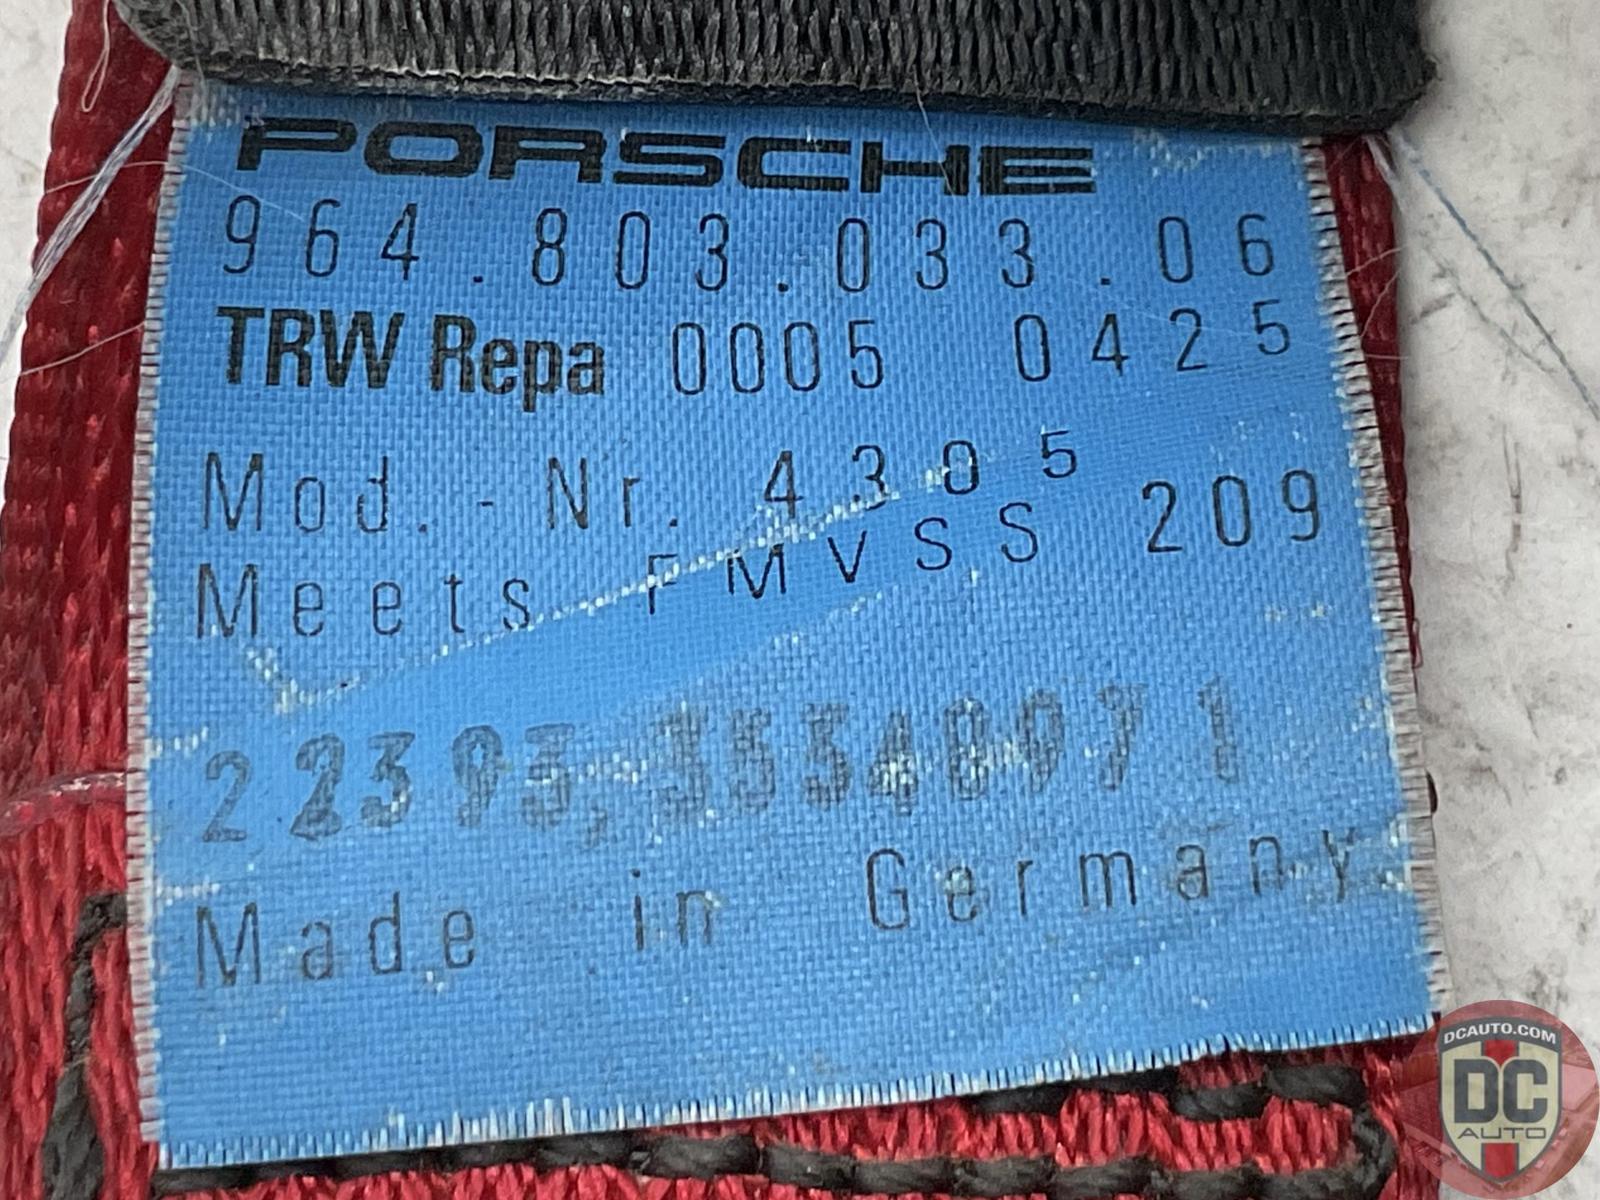 PORSCHE
964.803.033.06
TRW Repa 0005 0425
Mod.-Nr. 4305
Meets FMVSS 209
Made in Germany
DCAUTO.COM
DC
AUTO